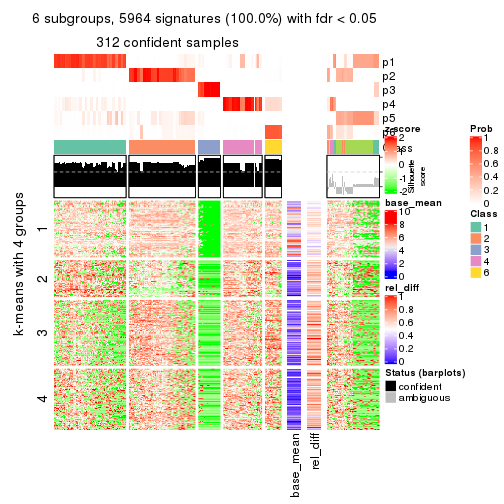 6 subgroups, 5964 signatures (100.0%) with fdr < 0.05
312 confident samples
p1
p2
p3
p4
p5
p6
Class
Silhouette
score
k-means with 4 groups
1
2
3
4
base_mean
rel_diff
z-score
2
1
0
-1
-2
base_mean
10
8
6
4
2
0
rel_diff
1
0.8
0.6
0.4
0.2
0
Status (barplots)
confident
ambiguous
Prob
1
0.8
0.6
0.4
0.2
0
Class
1
2
3
4
6